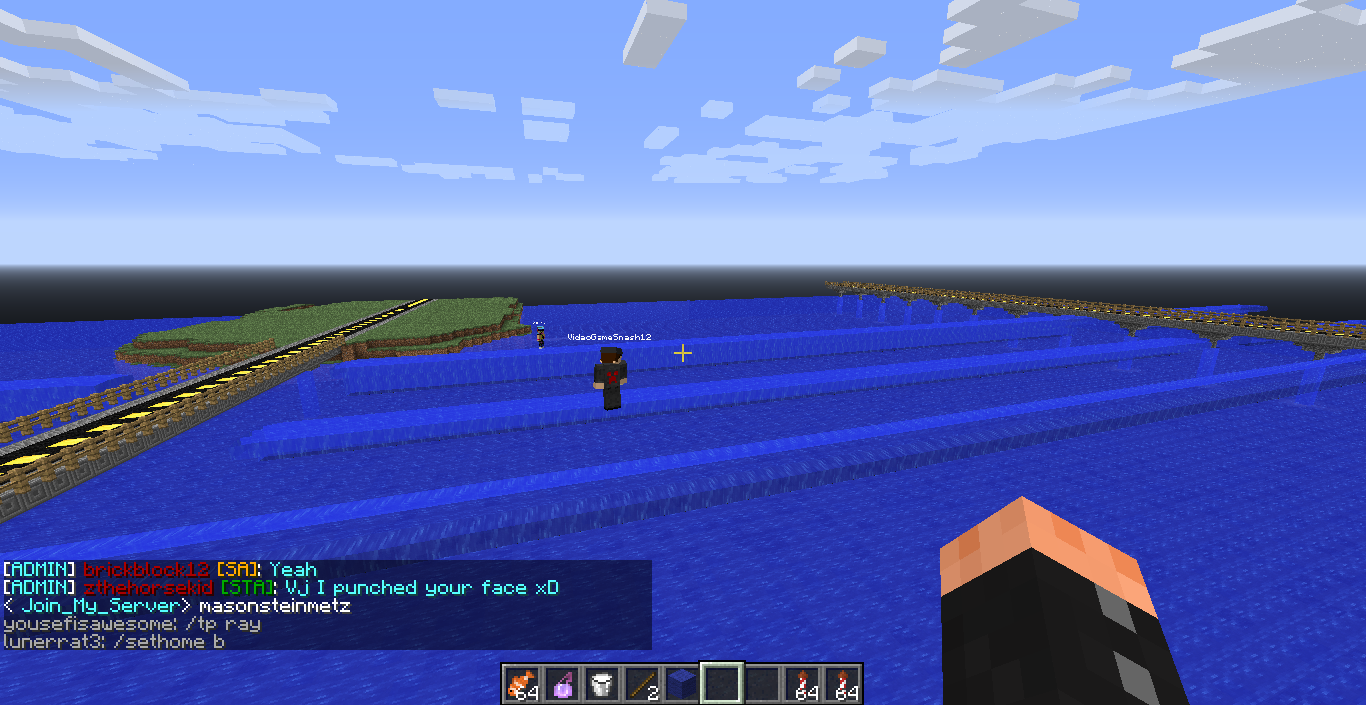 VideoGameSmash12
[ADMIN] brickblock12 [SA]: Yeah
[ADMIN] zthehorsekid [STA]: Vj I punched your face xD
< Join_My_Server> masonsteinmetz
yousefisawesome: /tp ray
lunerrat3: /sethome b
64 2 64 64